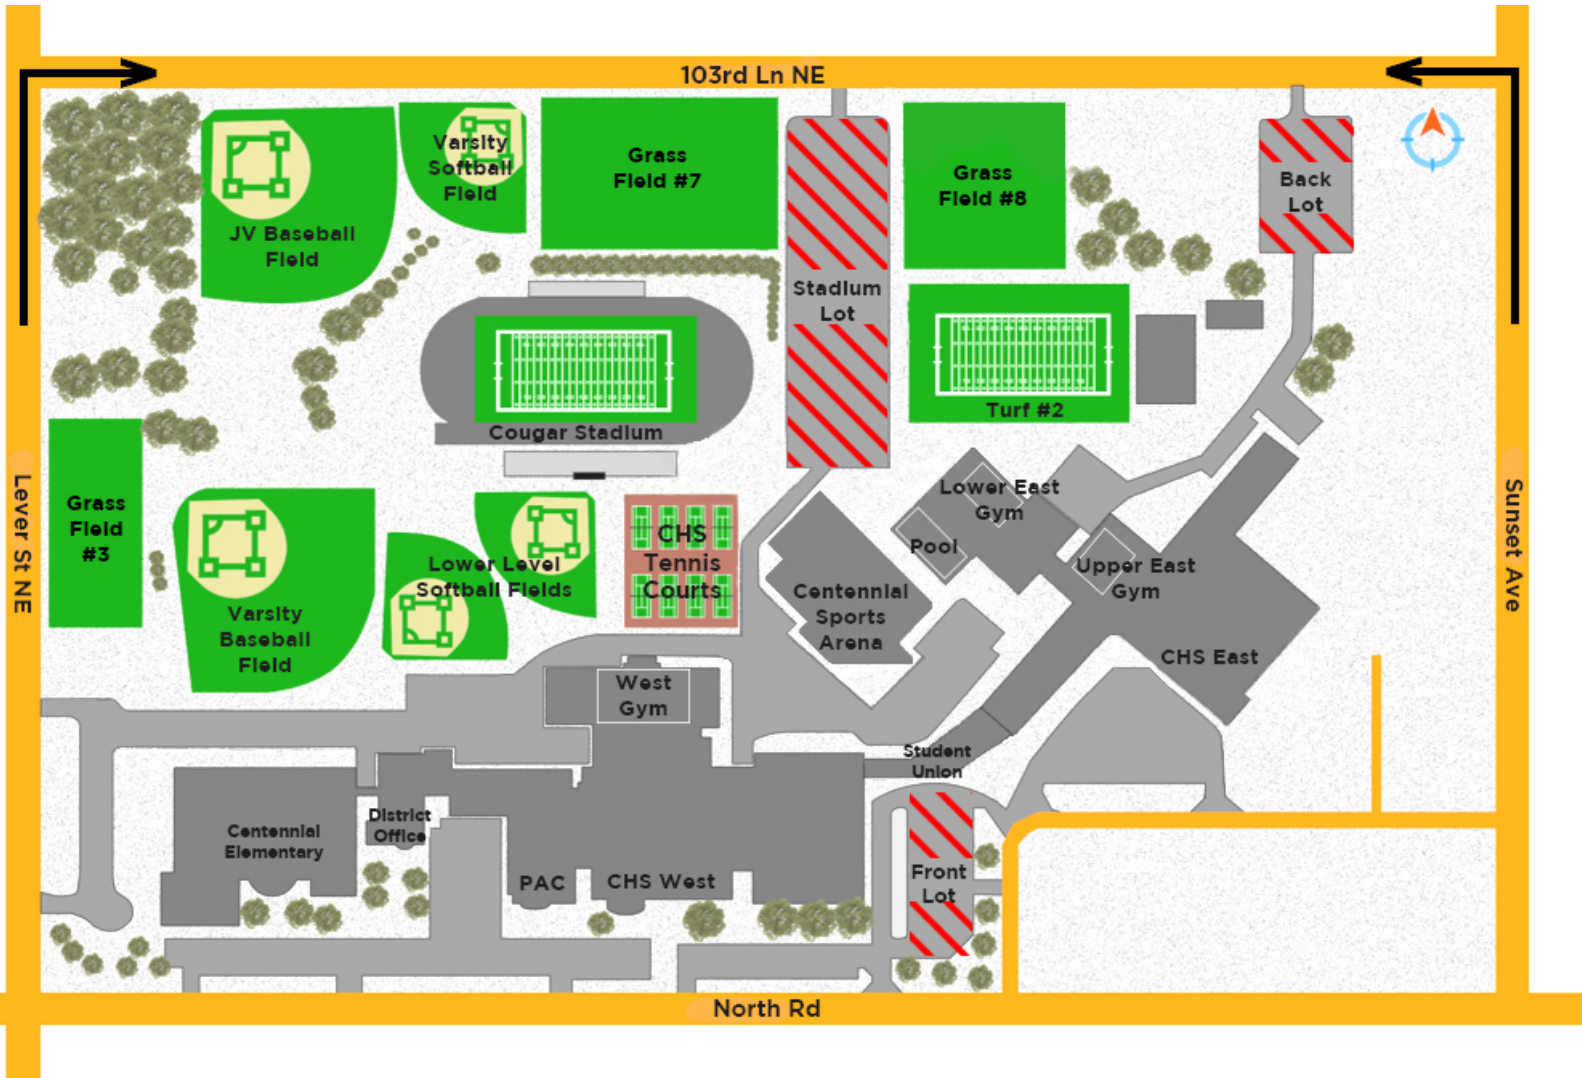 103rd Ln NE
Varsity
Softball
Field
Grass
Field #7
Grass
Field #8
Back
Lot
JV Baseball
Field
Stadium
Lot
Turf #2
Cougar Stadium
Lever St NE
Sunset Ave
Grass
Field
#3
Lower East
Gym
Pool
CHS
Tennis
Courts
Lower Level
Softball Fields
Upper East
Gym
Centennial
Sports
Arena
Varsity
Baseball
Field
CHS East
West
Gym
Student
Union
District
Office
Centennial
Elementary
PAC
CHS West
Front
Lot
North Rd